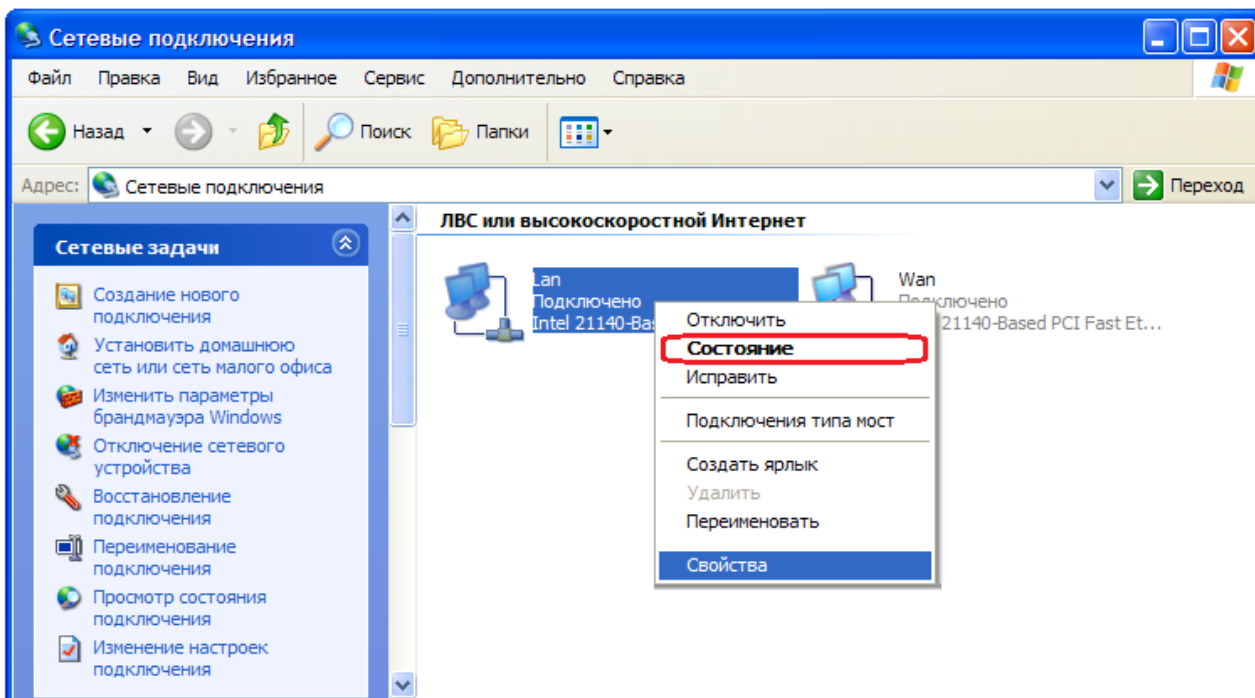 Сетевые подключения
Файл Правка Вид Избранное Сервис Дополнительно Справка
Назад Поиск Папки
Адрес: Сетевые подключения Переход
Сетевые задачи
Создание нового
подключения
Установить домашнюю
сеть или сеть малого офиса
Изменить параметры
брандмауэра Windows
Отключение сетевого
устройства
Восстановление
подключения
Переименование
подключения
Просмотр состояния
подключения
Изменение настроек
подключения
ЛВС или высокоскоростной Интернет
Lan
Подключено
Intel 21140-Ba
Wan
Подключено
21140-Based PCI Fast Et...
Отключить
Состояние
Исправить
Подключения типа мост
Создать ярлык
Удалить
Переименовать
Свойства